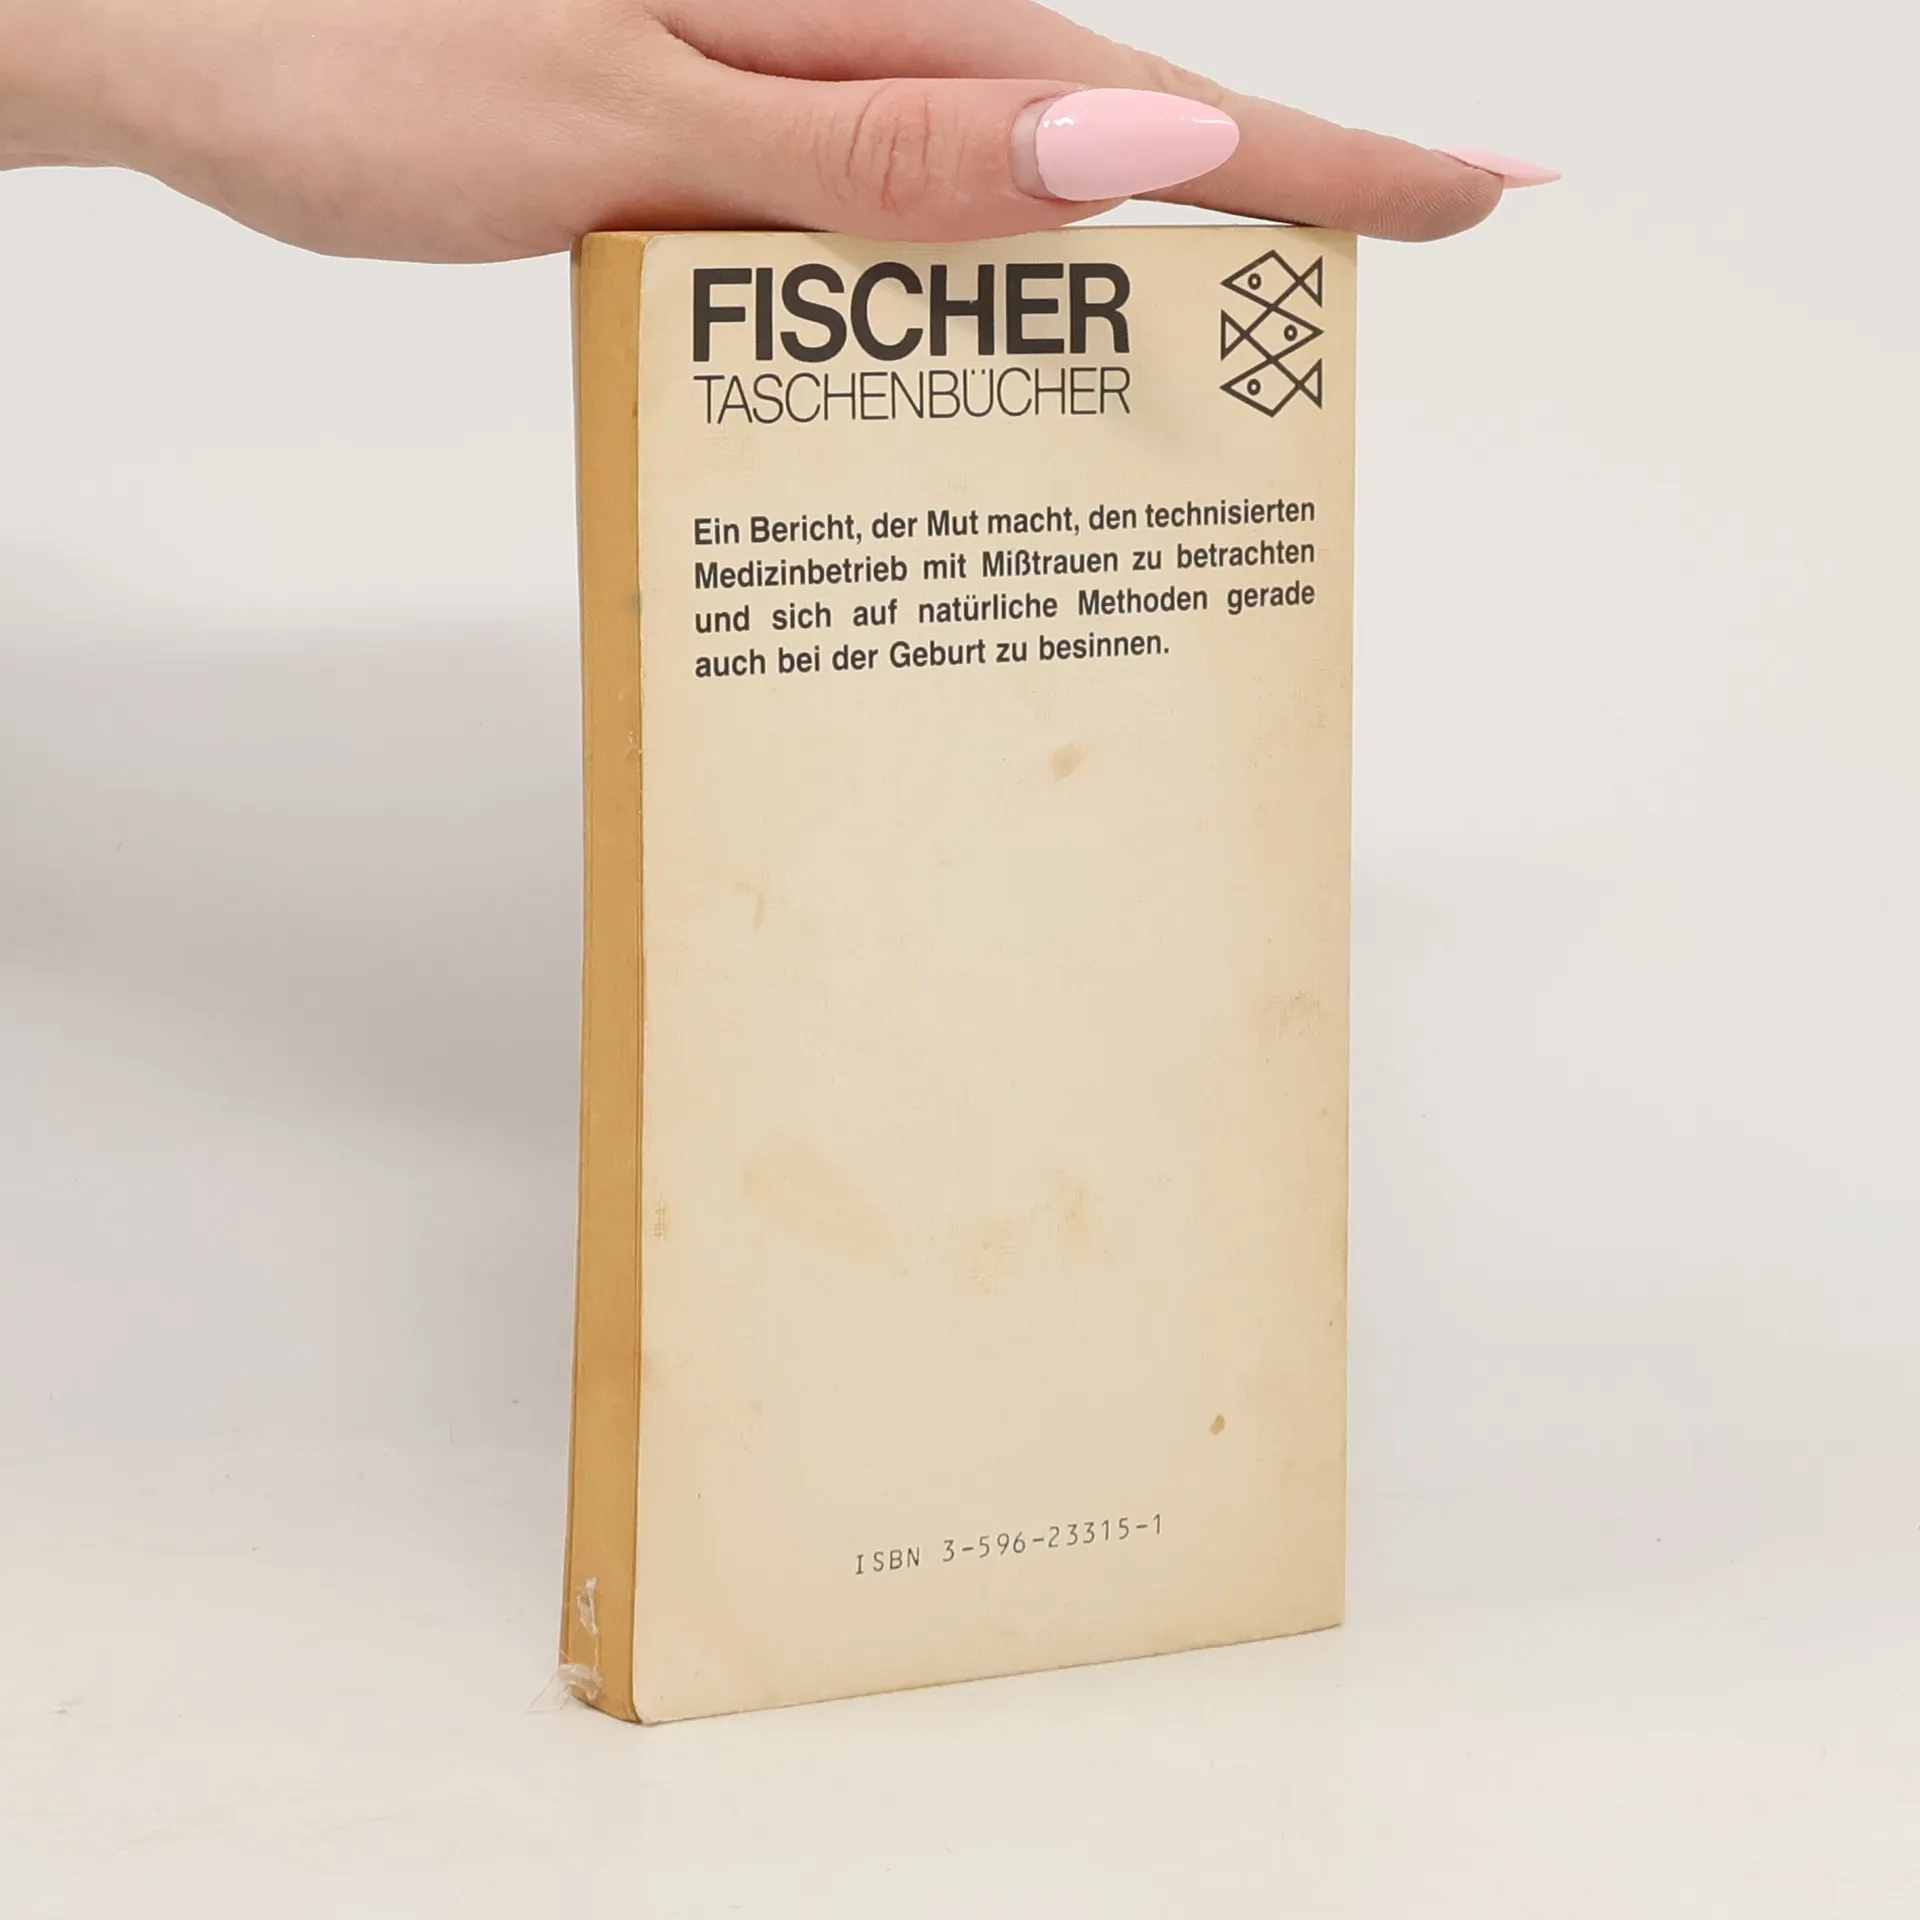 FISCHER
TASCHENBÜCHER
Ein Bericht, der Mut macht, den technisierten
Medizinbetrieb mit Mißtrauen zu betrachten
und sich auf natürliche Methoden gerade
auch bei der Geburt zu besinnen.
ISBN 3-596-23315-1